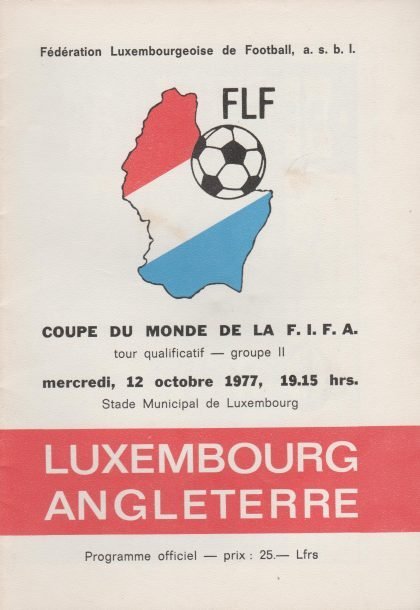 Fédération Luxembourgeoise de Football, a. s. b. l.
FLF
COUPE DU MONDE DE LA F. I. F. A.
tour qualificatif — groupe II
mercredi, 12 octobre 1977, 19.15 hrs.
Stade Municipal de Luxembourg
LUXEMBOURG
ANGLETERRE
Programme officiel — prix : 25.— Lfrs